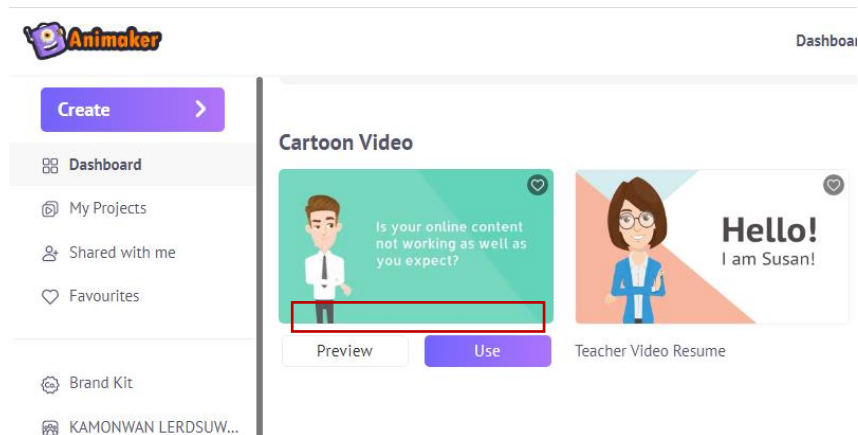 Animaker
Dashboar
Create
Dashboard
My Projects
Shared with me
Favourites
Brand Kit
KAMONWAN LERDSUW...
Cartoon Video
Is your online content
not working as well as
you expect?
Preview
Use
Hello!
I am Susan!
Teacher Video Resume